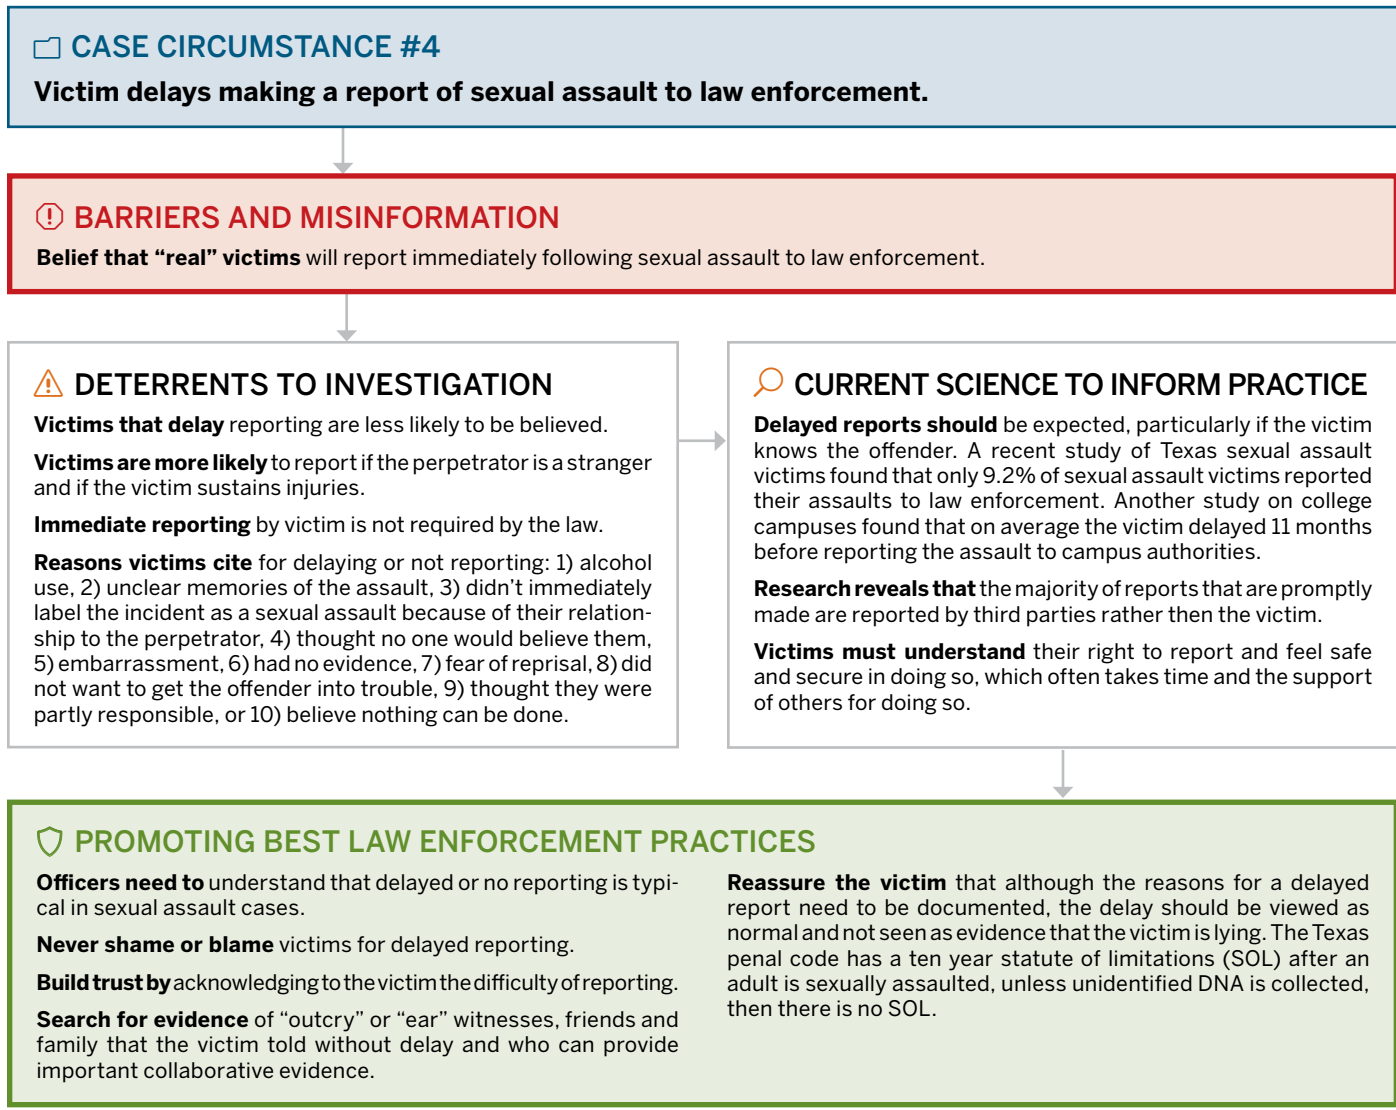 CASE CIRCUMSTANCE #4
Victim delays making a report of sexual assault to law enforcement.
BARRIERS AND MISINFORMATION
Belief that “real” victims will report immediately following sexual assault to law enforcement.
DETERRENTS TO INVESTIGATION
Victims that delay reporting are less likely to be believed.
Victims are more likely to report if the perpetrator is a stranger
and if the victim sustains injuries.
Immediate reporting by victim is not required by the law.
Reasons victims cite for delaying or not reporting: 1) alcohol
use, 2) unclear memories of the assault, 3) didn’t immediately
label the incident as a sexual assault because of their relation-
ship to the perpetrator, 4) thought no one would believe them,
5) embarrassment, 6) had no evidence, 7) fear of reprisal, 8) did
not want to get the offender into trouble, 9) thought they were
partly responsible, or 10) believe nothing can be done.
CURRENT SCIENCE TO INFORM PRACTICE
Delayed reports should be expected, particularly if the victim
knows the offender. A recent study of Texas sexual assault
victims found that only 9.2% of sexual assault victims reported
their assaults to law enforcement. Another study on college
campuses found that on average the victim delayed 11 months
before reporting the assault to campus authorities.
Research reveals that the majority of reports that are promptly
made are reported by third parties rather then the victim.
Victims must understand their right to report and feel safe
and secure in doing so, which often takes time and the support
of others for doing so.
PROMOTING BEST LAW ENFORCEMENT PRACTICES
Officers need to understand that delayed or no reporting is typi-
cal in sexual assault cases.
Never shame or blame victims for delayed reporting.
Build trust by acknowledging to the victim the difficulty of reporting.
Search for evidence of “outcry” or “ear” witnesses, friends and
family that the victim told without delay and who can provide
important collaborative evidence.
Reassure the victim that although the reasons for a delayed
report need to be documented, the delay should be viewed as
normal and not seen as evidence that the victim is lying. The Texas
penal code has a ten year statute of limitations (SOL) after an
adult is sexually assaulted, unless unidentified DNA is collected,
then there is no SOL.